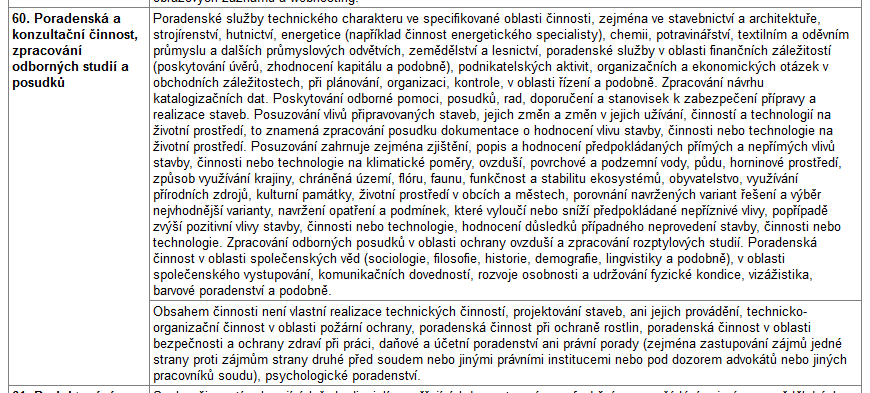 60. Poradenská a
konzultační činnost,
zpracování
odborných studií a
posudků
Poradenské služby technického charakteru ve specifikované oblasti činnosti, zejména ve stavebnictví a architektuře,
strojírenství, hutnictví, energetice (například činnost energetického specialisty), chemii, potravinářství, textilním a oděvním
průmyslu a dalších průmyslových odvětvích, zemědělství a lesnictví, poradenské služby v oblasti finančních záležitostí
(poskytování úvěrů, zhodnocení kapitálu a podobně), podnikatelských aktivit, organizačních a ekonomických otázek v
obchodních záležitostech, při plánování, organizaci, kontrole, v oblasti řízení a podobně. Zpracování návrhu
katalogizačních dat. Poskytování odborné pomoci, posudků, rad, doporučení a stanovisek k zabezpečení přípravy a
realizace staveb. Posuzování vlivů připravovaných staveb, jejich změn a změn v jejich užívání, činností a technologií na
životní prostředí, to znamená zpracování posudku dokumentace o hodnocení vlivu stavby, činnosti nebo technologie na
životní prostředí. Posuzování zahrnuje zejména zjištění, popis a hodnocení předpokládaných přímých a nepřímých vlivů
stavby, činnosti nebo technologie na klimatické poměry, ovzduší, povrchové a podzemní vody, půdu, horninové prostředí,
způsob využívání krajiny, chráněná území, flóru, faunu, funkčnost a stabilitu ekosystémů, obyvatelstvo, využívání
přírodních zdrojů, kulturní památky, životní prostředí v obcích a městech, porovnání navržených variant řešení a výběr
nejvhodnější varianty, navržení opatření a podmínek, které vyloučí nebo sníží předpokládané nepříznivé vlivy, popřípadě
zvýší pozitivní vlivy stavby, činnosti nebo technologie, hodnocení důsledků případného neprovedení stavby, činnosti nebo
technologie. Zpracování odborných posudků v oblasti ochrany ovzduší a zpracování rozptylových studií. Poradenská
činnost v oblasti společenských věd (sociologie, filosofie, historie, demografie, lingvistiky a podobně), v oblasti
společenského vystupování, komunikačních dovedností, rozvoje osobnosti a udržování fyzické kondice, vizážistika,
barvové poradenství a podobně.
Obsahem činnosti není vlastní realizace technických činností, projektování staveb, ani jejich provádění, technicko-
organizační činnost v oblasti požární ochrany, poradenská činnost při ochraně rostlin, poradenská činnost v oblasti
bezpečnosti a ochrany zdraví při práci, daňové a účetní poradenství ani právní porady (zejména zastupování zájmů jedné
strany proti zájmům strany druhé před soudem nebo jinými právními institucemi nebo pod dozorem advokátů nebo jiných
pracovníků soudu), psychologické poradenství.